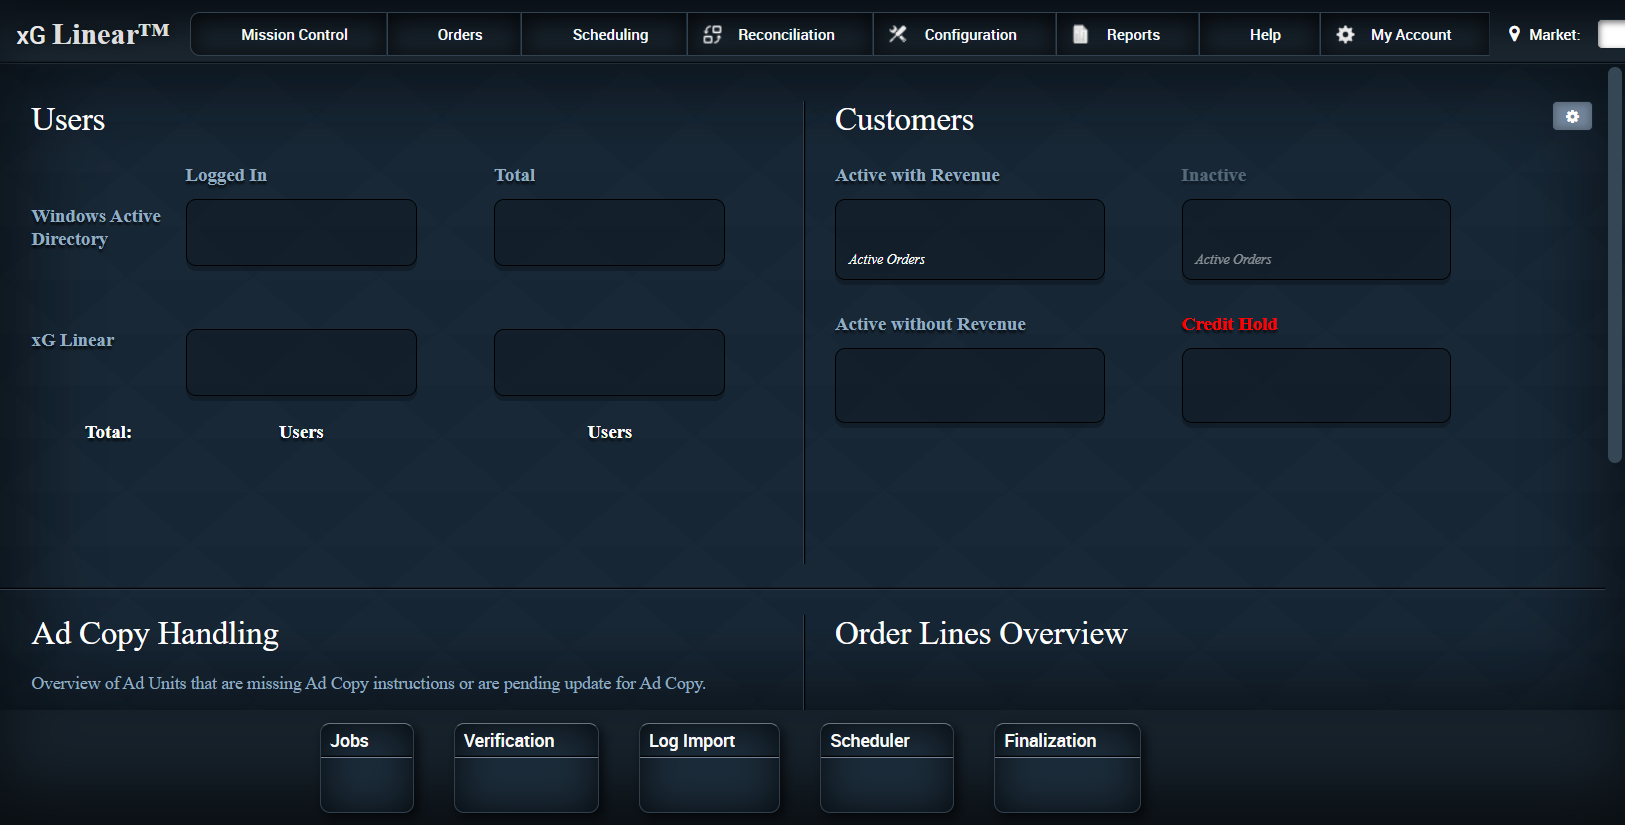 xG Linear™
Mission Control
Orders
Scheduling
Reconciliation
Configuration
Reports
Help
My Account
Market:
Users
Logged In
Total
Windows Active
Directory
xG Linear
Total:
Users
Users
Customers
Active with Revenue
Inactive
Active Orders
Active Orders
Active without Revenue
Credit Hold
Ad Copy Handling
Overview of Ad Units that are missing Ad Copy instructions or are pending update for Ad Copy.
Order Lines Overview
Jobs
Verification
Log Import
Scheduler
Finalization